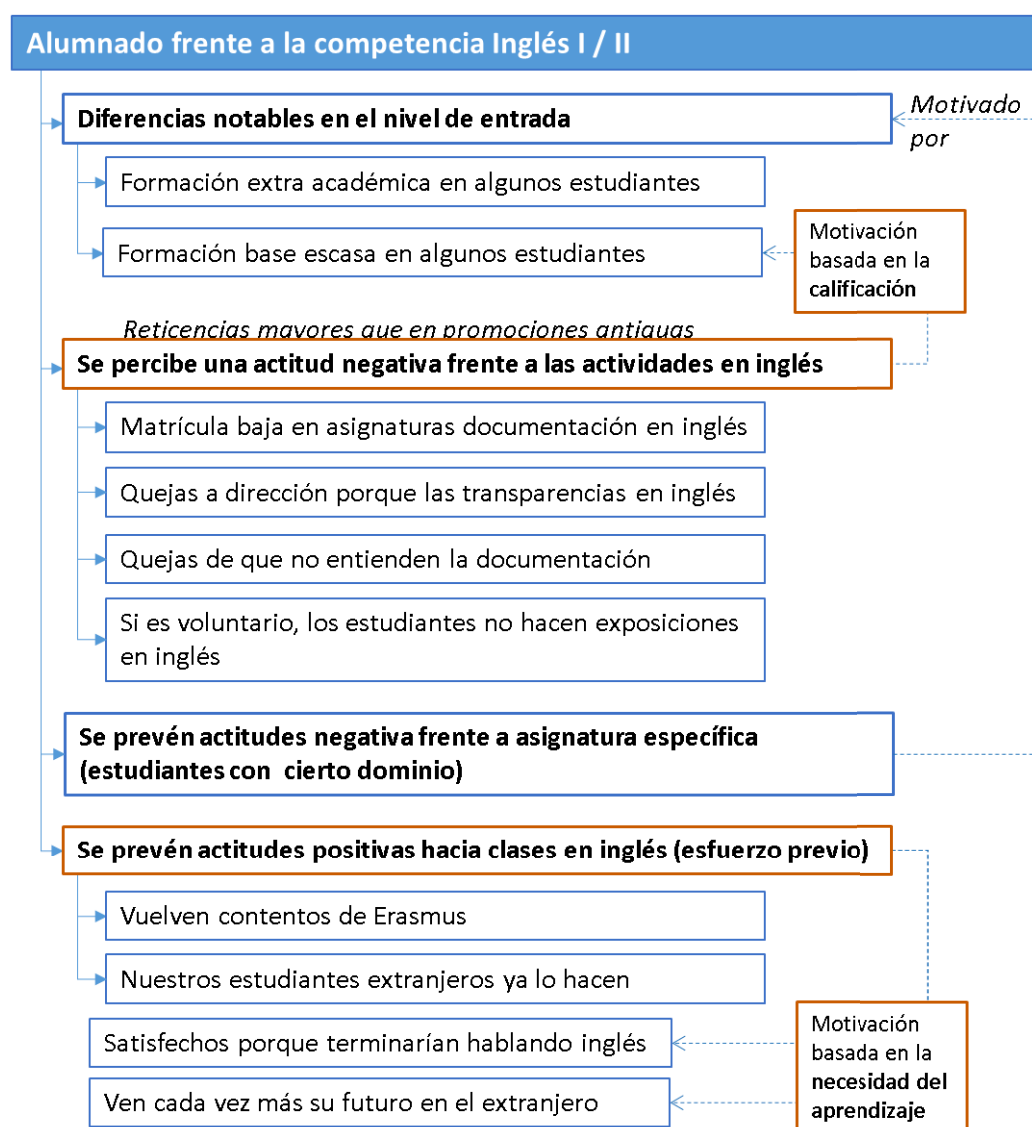 Alumnado frente a la competencia Inglés I / II
Diferencias notables en el nivel de entrada
Motivado
por
Formación extra académica en algunos estudiantes
Formación base escasa en algunos estudiantes
Motivación
basada en la
calificación
Reticencias mayores que en promociones antiguas
Se percibe una actitud negativa frente a las actividades en inglés
Matrícula baja en asignaturas documentación en inglés
Quejas a dirección porque las transparencias en inglés
Quejas de que no entienden la documentación
Si es voluntario, los estudiantes no hacen exposiciones
en inglés
Se prevén actitudes negativa frente a asignatura específica
(estudiantes con cierto dominio)
Se prevén actitudes positivas hacia clases en inglés (esfuerzo previo)
Vuelven contentos de Erasmus
Nuestros estudiantes extranjeros ya lo hacen
Satisfechos porque terminarían hablando inglés
Ven cada vez más su futuro en el extranjero
Motivación
basada en la
necesidad del
aprendizaje